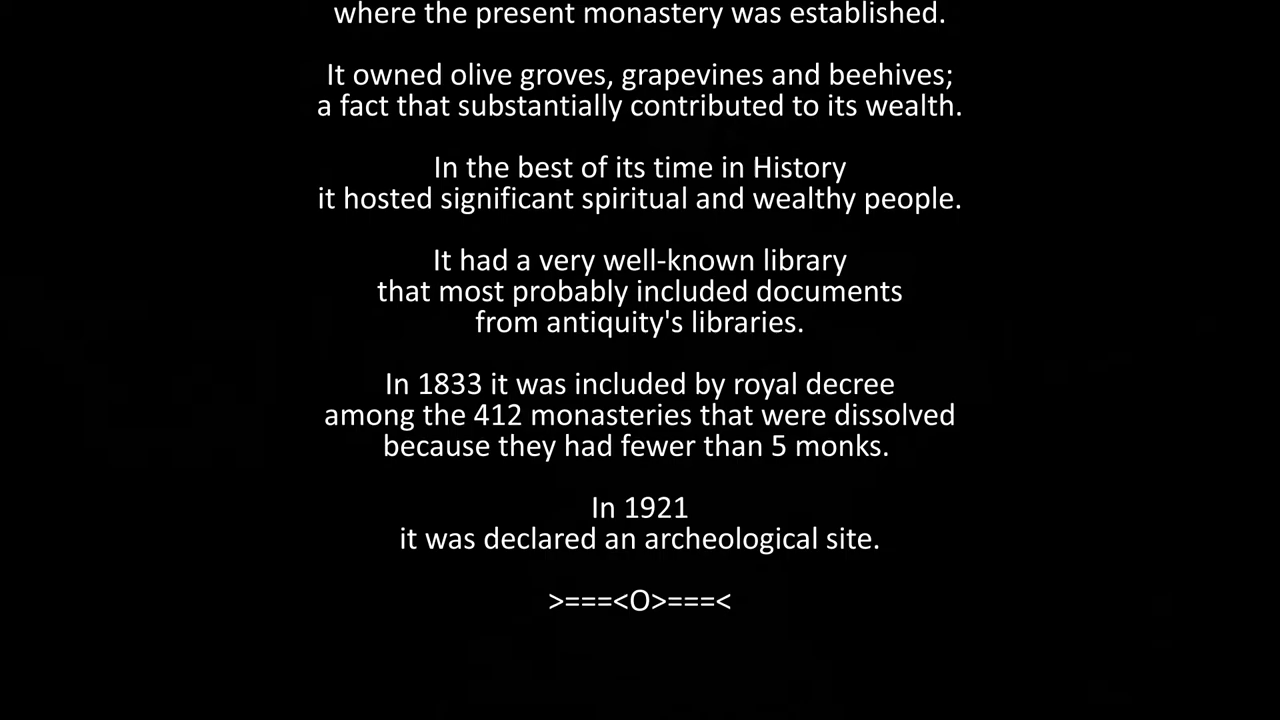 where the present monastery was established.
It owned olive groves, grapevines and beehives;
a fact that substantially contributed to its wealth.
In the best of its time in History
it hosted significant spiritual and wealthy people.
It had a very well-known library
that most probably included documents
from antiquity's libraries.
In 1833 it was included by royal decree
among the 412 monasteries that were dissolved
because they had fewer than 5 monks.
In 1921
it was declared an archeological site.
>===<O>===<